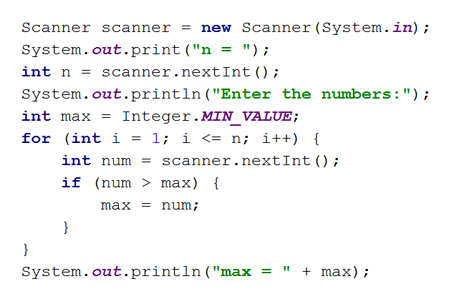 Scanner scanner = new Scanner(System.in);
System.out.print("n = ");
int n = scanner.nextInt();
System.out.println("Enter the numbers:");
int max = Integer.MIN_VALUE;
for (int i = 1; i <= n; i++) {
    int num = scanner.nextInt();
    if (num > max) {
        max = num;
    }
}
System.out.println("max = " + max);